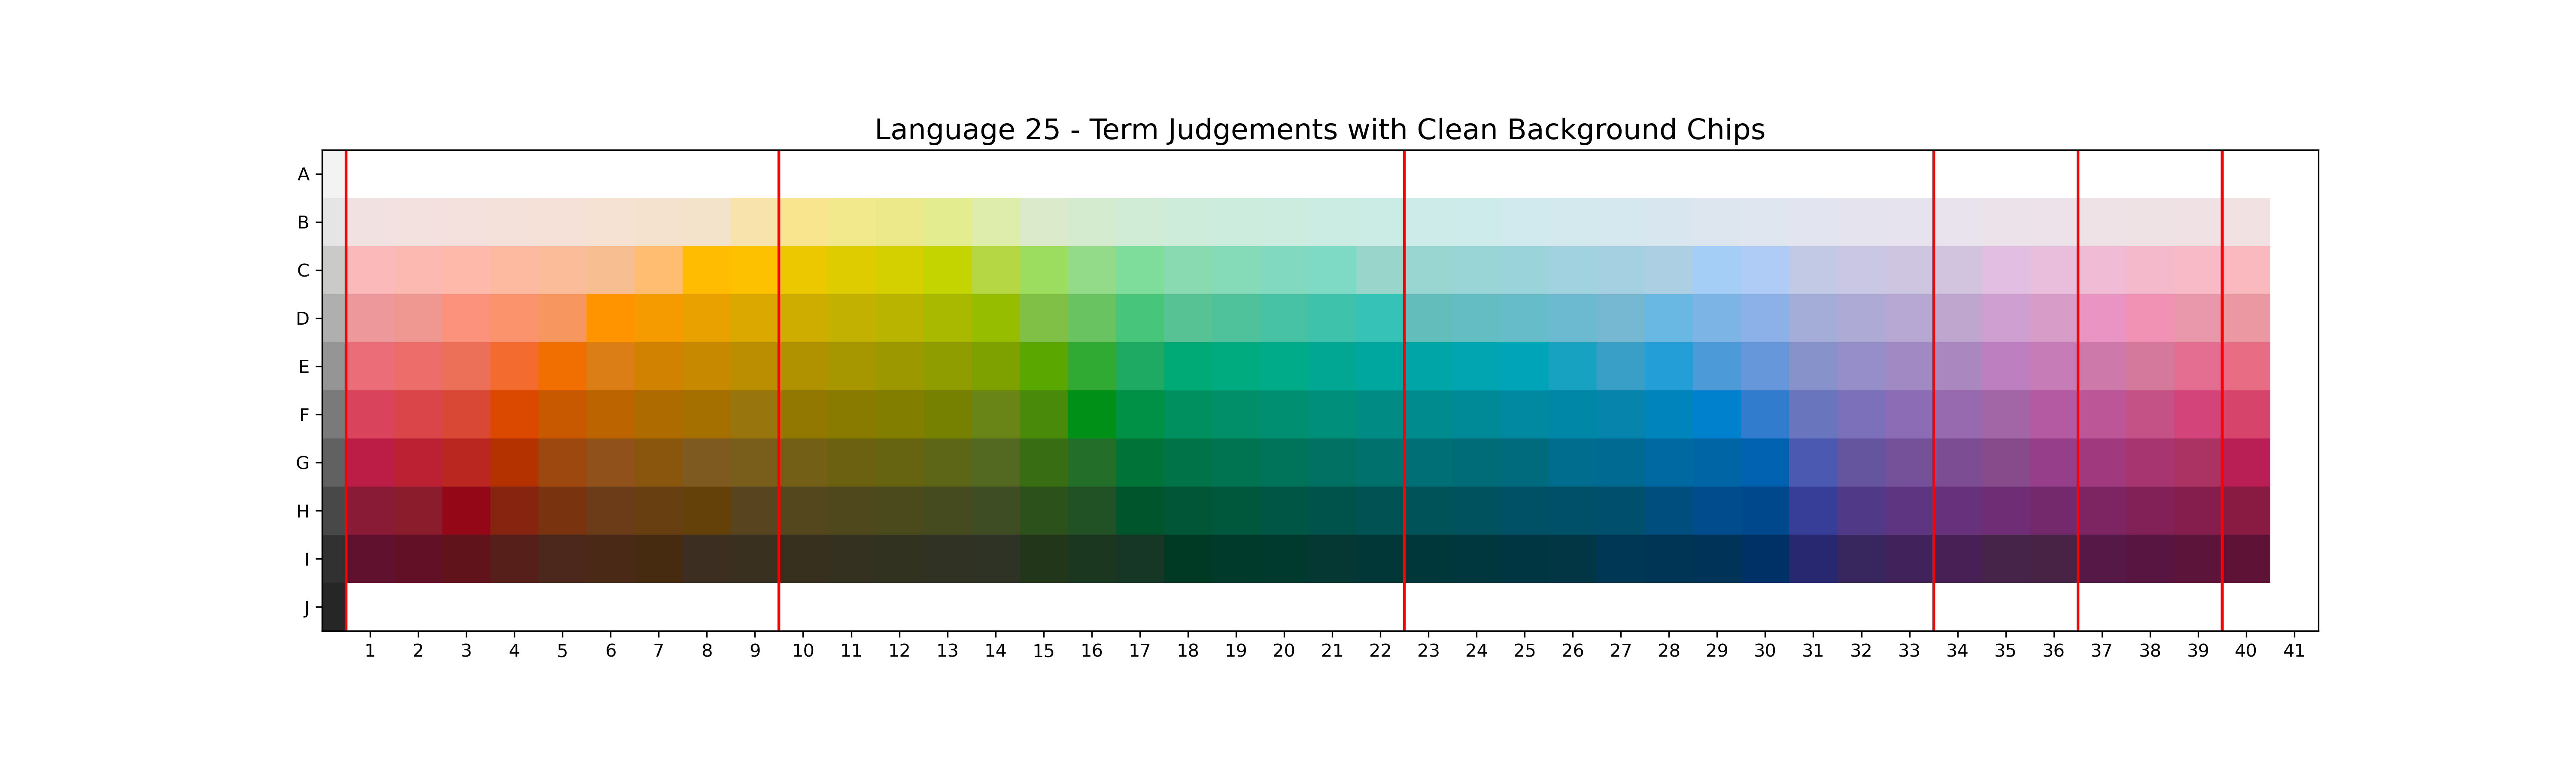 Language 25 - Term Judgements with Clean Background Chips
A
B
C
D
E
F
G
H
I
J
1 2 3 4 5 6 7 8 9 10 11 12 13 14 15 16 17 18 19 20 21 22 23 24 25 26 27 28 29 30 31 32 33 34 35 36 37 38 39 40 41